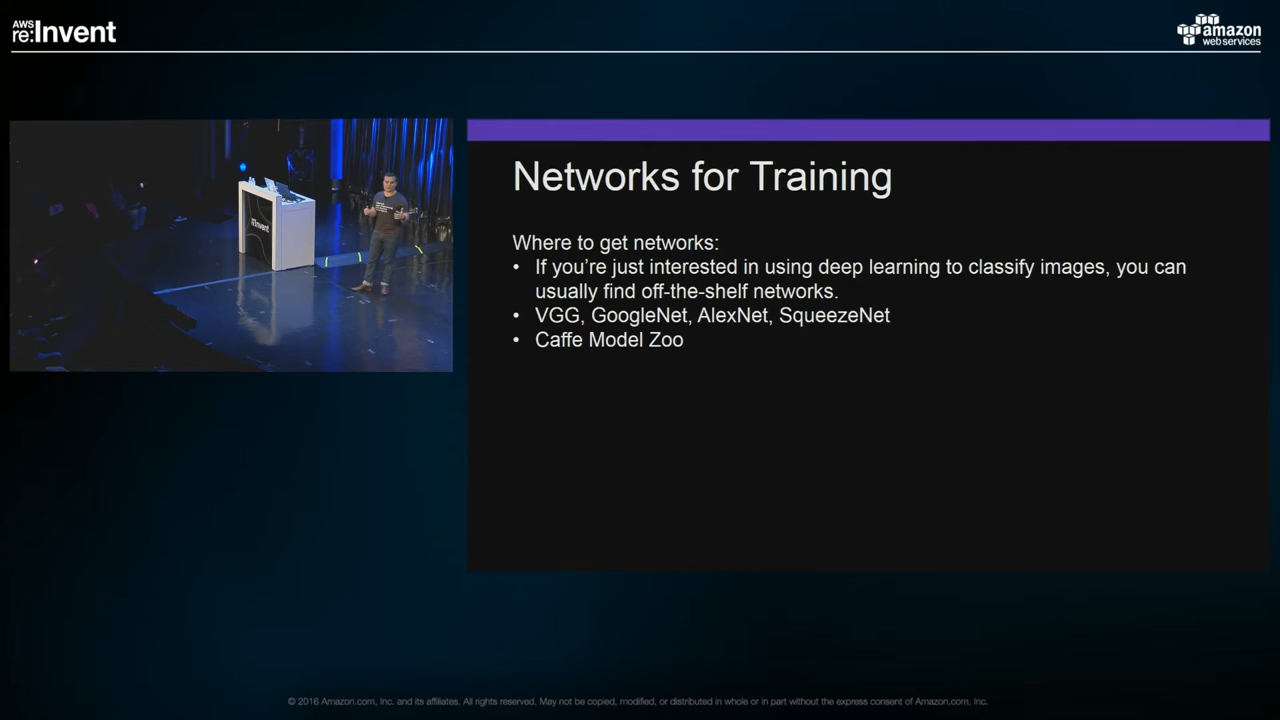 AWS
re:Invent
amazon
web services
re:Invent
Networks for Training
Where to get networks:
• If you're just interested in using deep learning to classify images, you can
usually find off-the-shelf networks.
• VGG, GoogleNet, AlexNet, SqueezeNet
• Caffe Model Zoo
© 2016 Amazon.com, Inc. and its affiliates. All rights reserved. May not be copied, modified, or distributed in whole or in part without the express consent of Amazon.com, Inc.